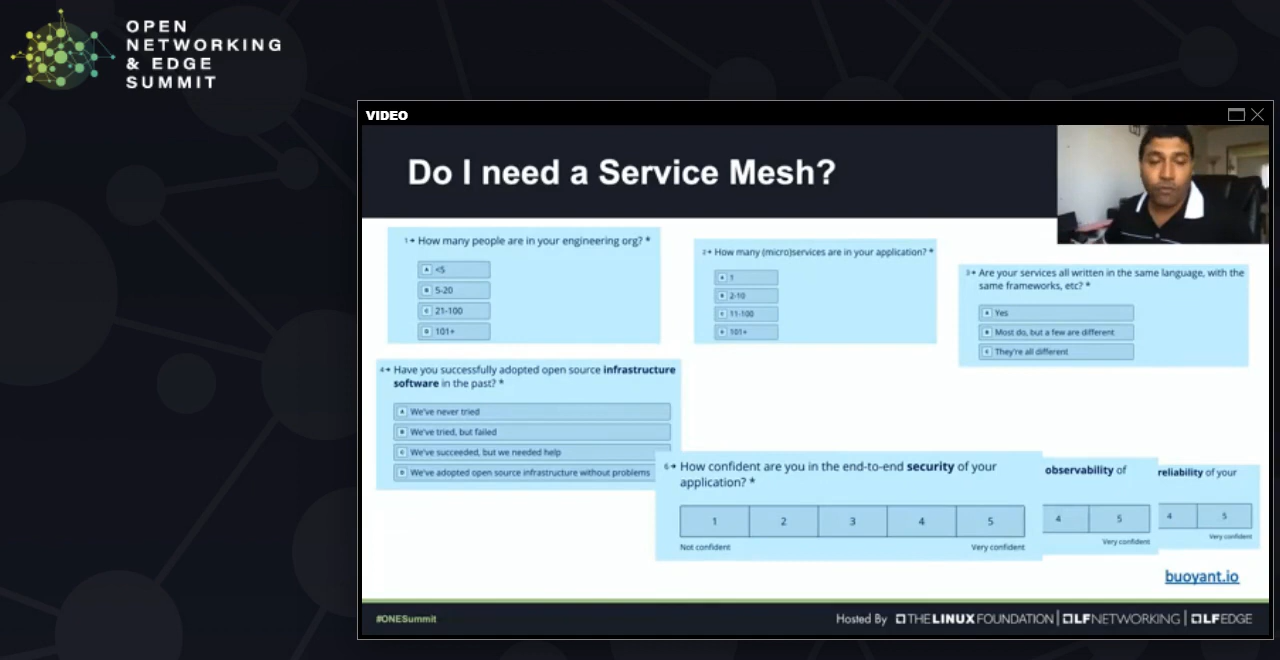 OPEN
NETWORKING
& EDGE
SUMMIT
VIDEO
Do I need a Service Mesh?
1 How many people are in your engineering org? *
A <5
B 5-20
C 21-100
D 101+
2 How many (micro)services are in your application? *
A 1
B 2-10
C 11-100
D 101+
3 Are your services all written in the same language, with the
same frameworks, etc? *
A Yes
B Most do, but a few are different
C They're all different
4 Have you successfully adopted open source infrastructure
software in the past? *
A We've never tried
B We've tried, but failed
C We've succeeded, but we needed help
D We've adopted open source infrastructure without problems
6 How confident are you in the end-to-end security of your
application? *
1 2 3 4 5
Not confident Very confident
observability of
4 5
Very confident
reliability of your
4 5
Very confident
buoyant.io
#ONESummit
Hosted By THE LINUX FOUNDATION | LF NETWORKING | LF EDGE